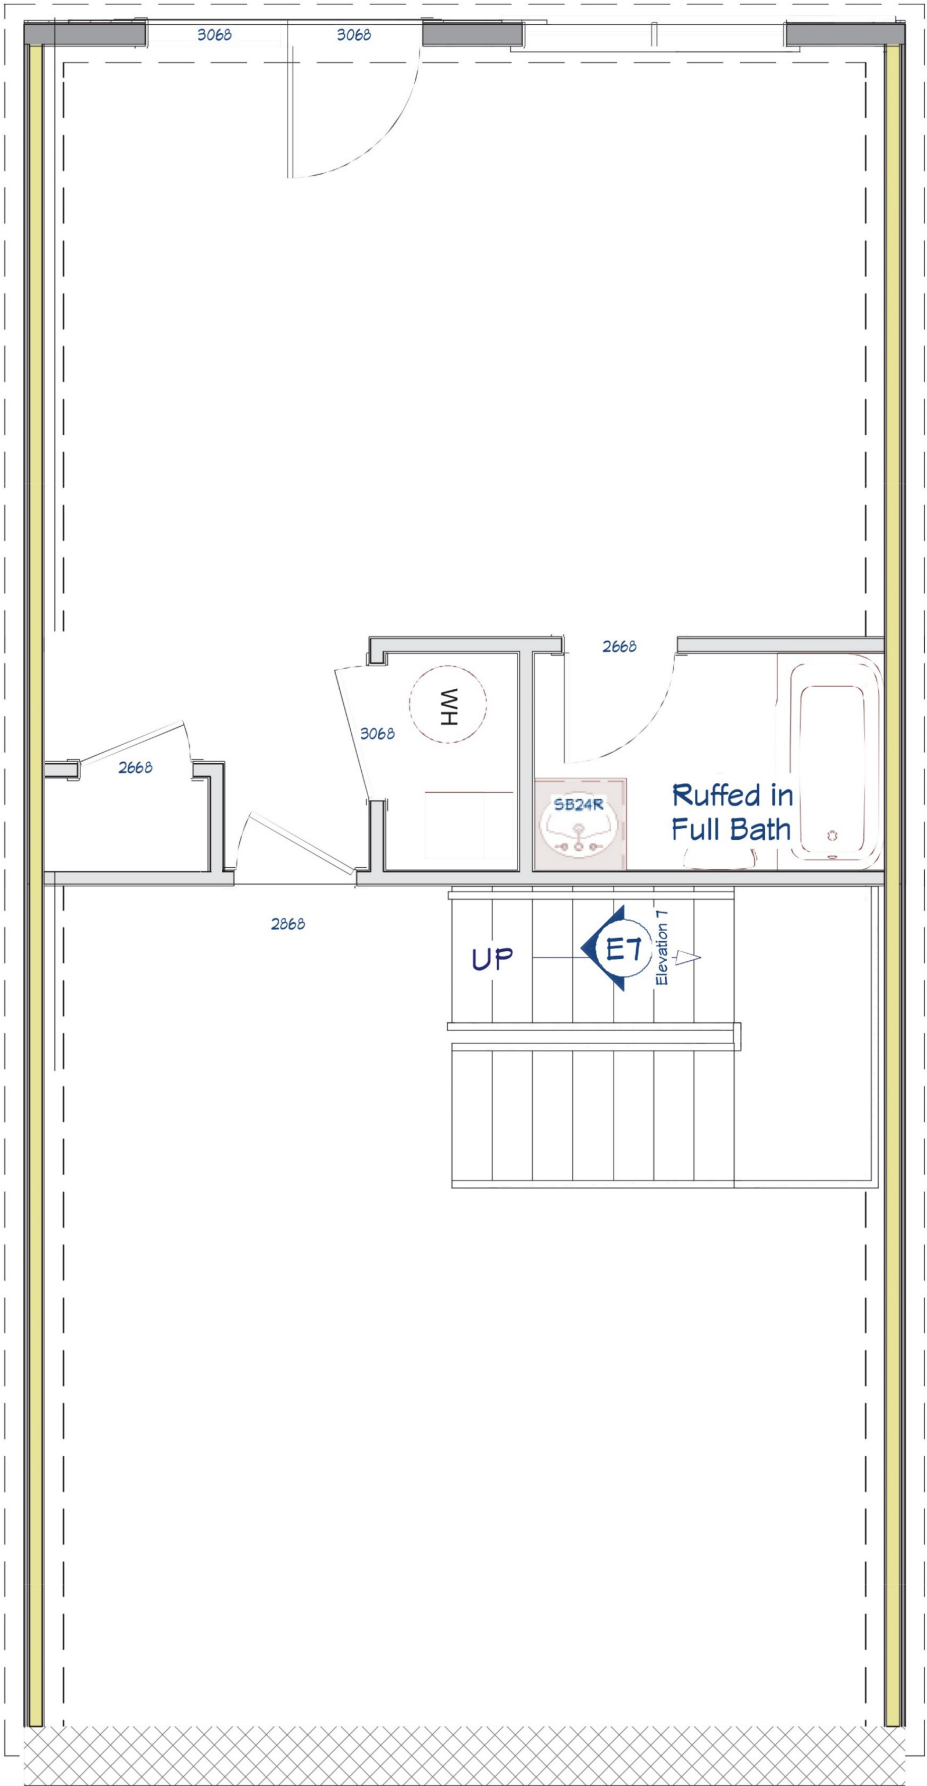 3068
3068
2668
WH
3068
2668
SB24R
Ruffed in
Full Bath
2868
UP
E7
Elevation 7